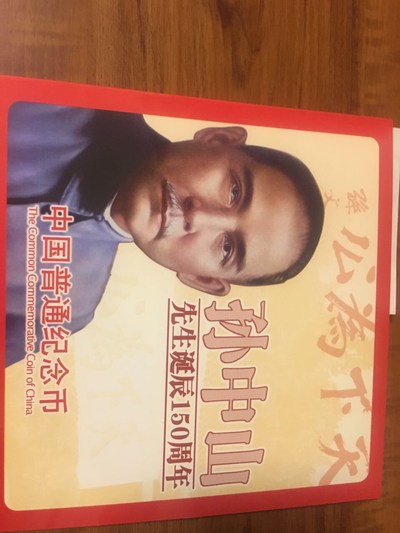 天下為公
孫文
孙中山
先生诞辰150周年
中国普通纪念币
The Common Commemorative Coin of China